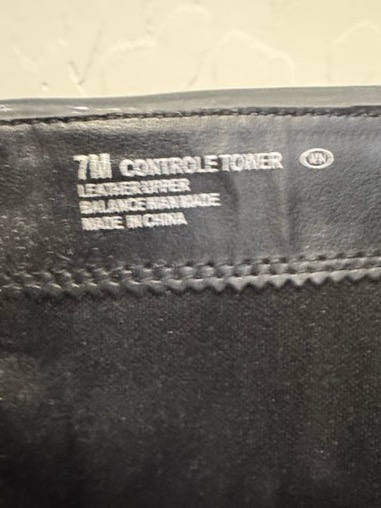 7M CONTROLE TOWER
LEATHER UPPER
BALANCE MAN MADE
MADE IN CHINA